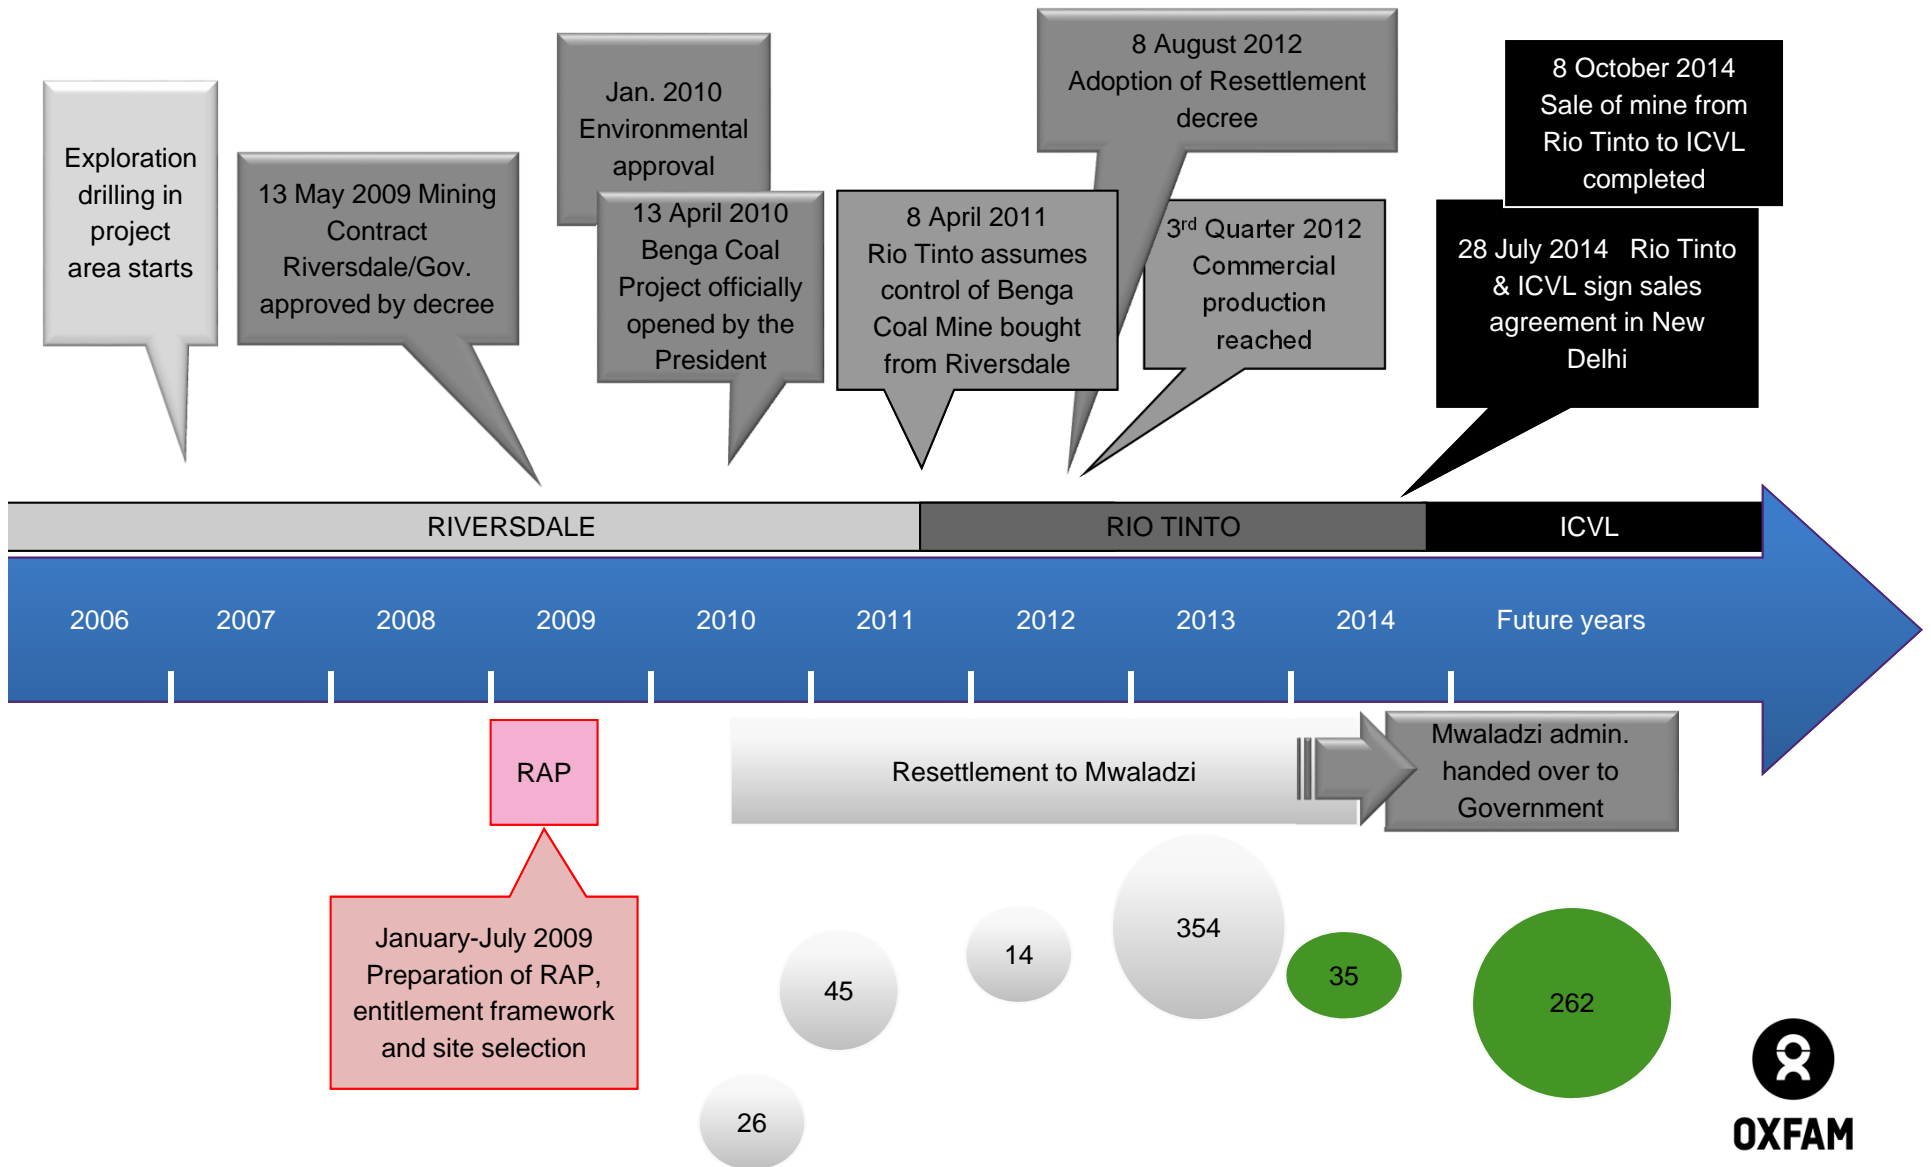 Exploration
drilling in
project
area starts
13 May 2009 Mining
Contract
Riversdale/Gov.
approved by decree
Jan. 2010
Environmental
approval
13 April 2010
Benga Coal
Project officially
opened by the
President
8 April 2011
Rio Tinto assumes
control of Benga
Coal Mine bought
from Riversdale
8 August 2012
Adoption of Resettlement
decree
3rd Quarter 2012
Commercial
production
reached
8 October 2014
Sale of mine from
Rio Tinto to ICVL
completed
28 July 2014 Rio Tinto
& ICVL sign sales
agreement in New
Delhi
RIVERSDALE
RIO TINTO
ICVL
2006 2007 2008 2009 2010 2011 2012 2013 2014 Future years
RAP
Resettlement to Mwaladzi
Mwaladzi admin.
handed over to
Government
January-July 2009
Preparation of RAP,
entitlement framework
and site selection
26
45
14
354
35
262
OXFAM